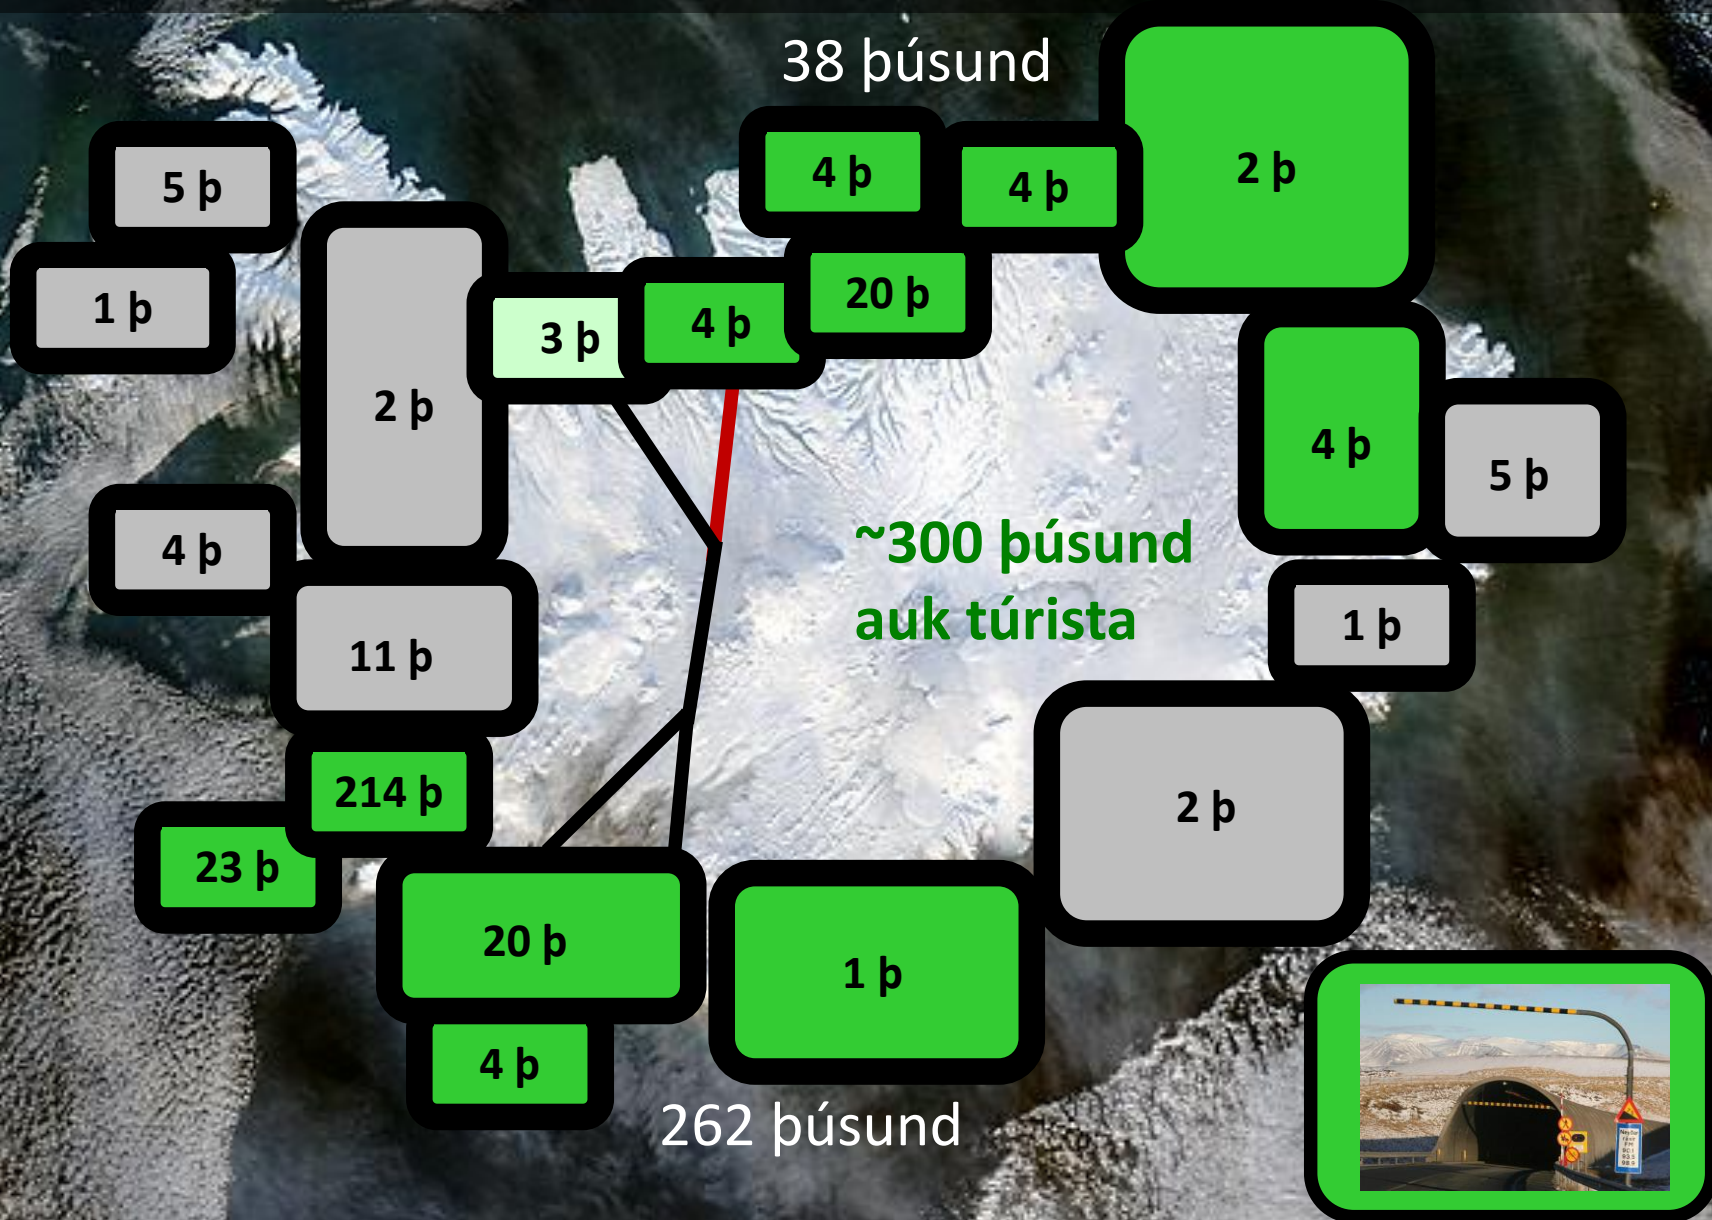 38 þúsund
2 þ
4 þ
4 þ
5 þ
20 þ
1 þ
4 þ
3 þ
2 þ
4 þ
5 þ
~300 þúsund
auk túrista
4 þ
1 þ
11 þ
214 þ
2 þ
23 þ
20 þ
1 þ
4 þ
262 þúsund